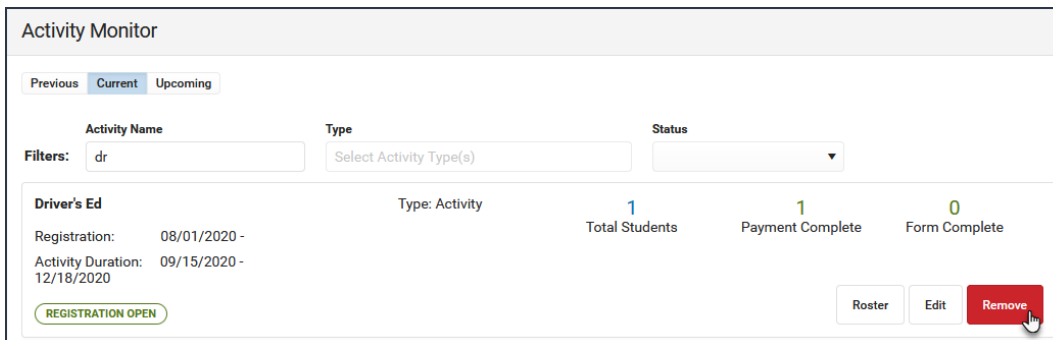 Activity Monitor
Previous Current Upcoming
Activity Name Type Status
Filters: dr Select Activity Type(s)
Driver's Ed Type: Activity 1 1 0
Total Students Payment Complete Form Complete
Registration: 08/01/2020 -
Activity Duration: 09/15/2020 -
12/18/2020
REGISTRATION OPEN Roster Edit Remove